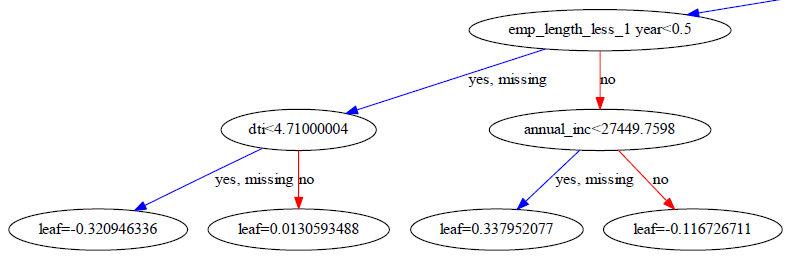 emp_length_less_1 year<0.5
yes, missing
no
dti<4.71000004
annual_inc<27449.7598
yes, missing
no
yes, missing
no
leaf=-0.320946336
leaf=0.0130593488
leaf=0.337952077
leaf=-0.116726711